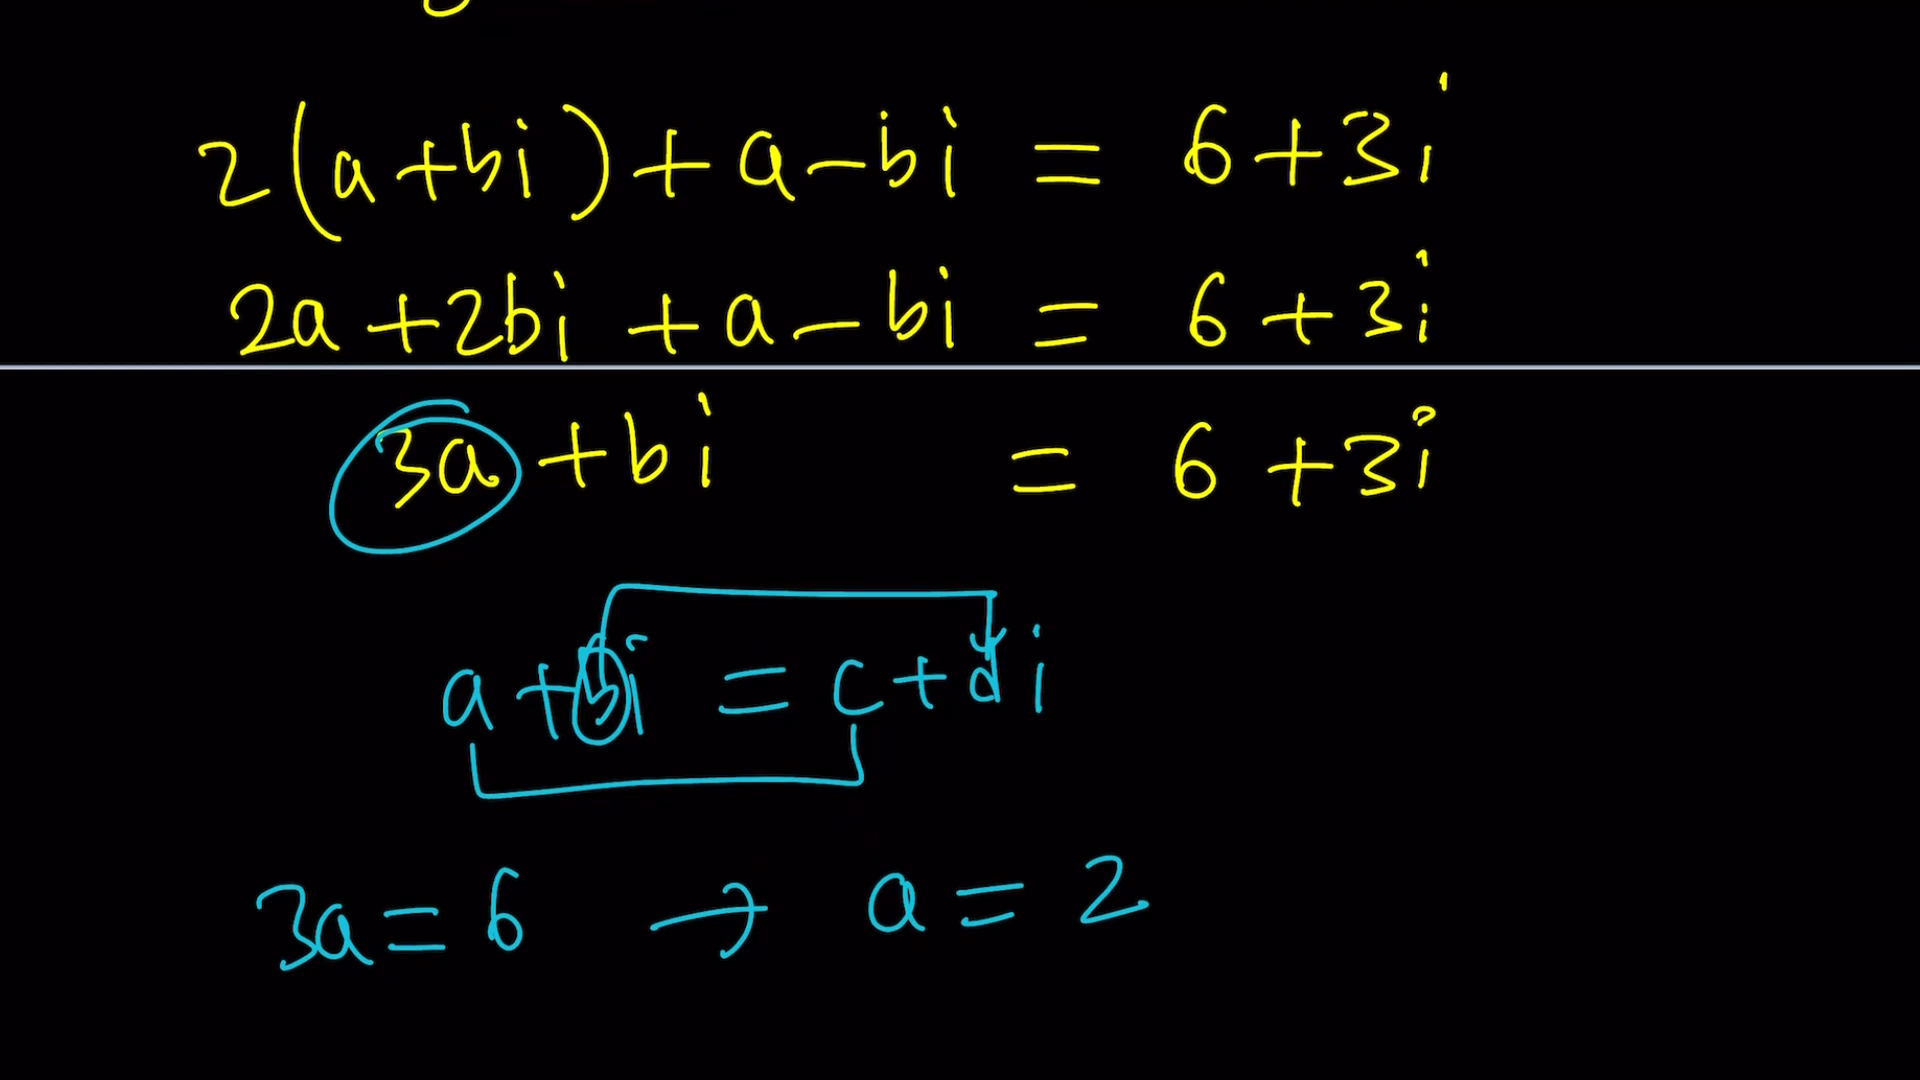 2(a+bi)+a-bi = 6+3i
2a+2bi+a-bi = 6+3i
3a+bi = 6+3i
a+bi = c+di
3a=6 → a=2